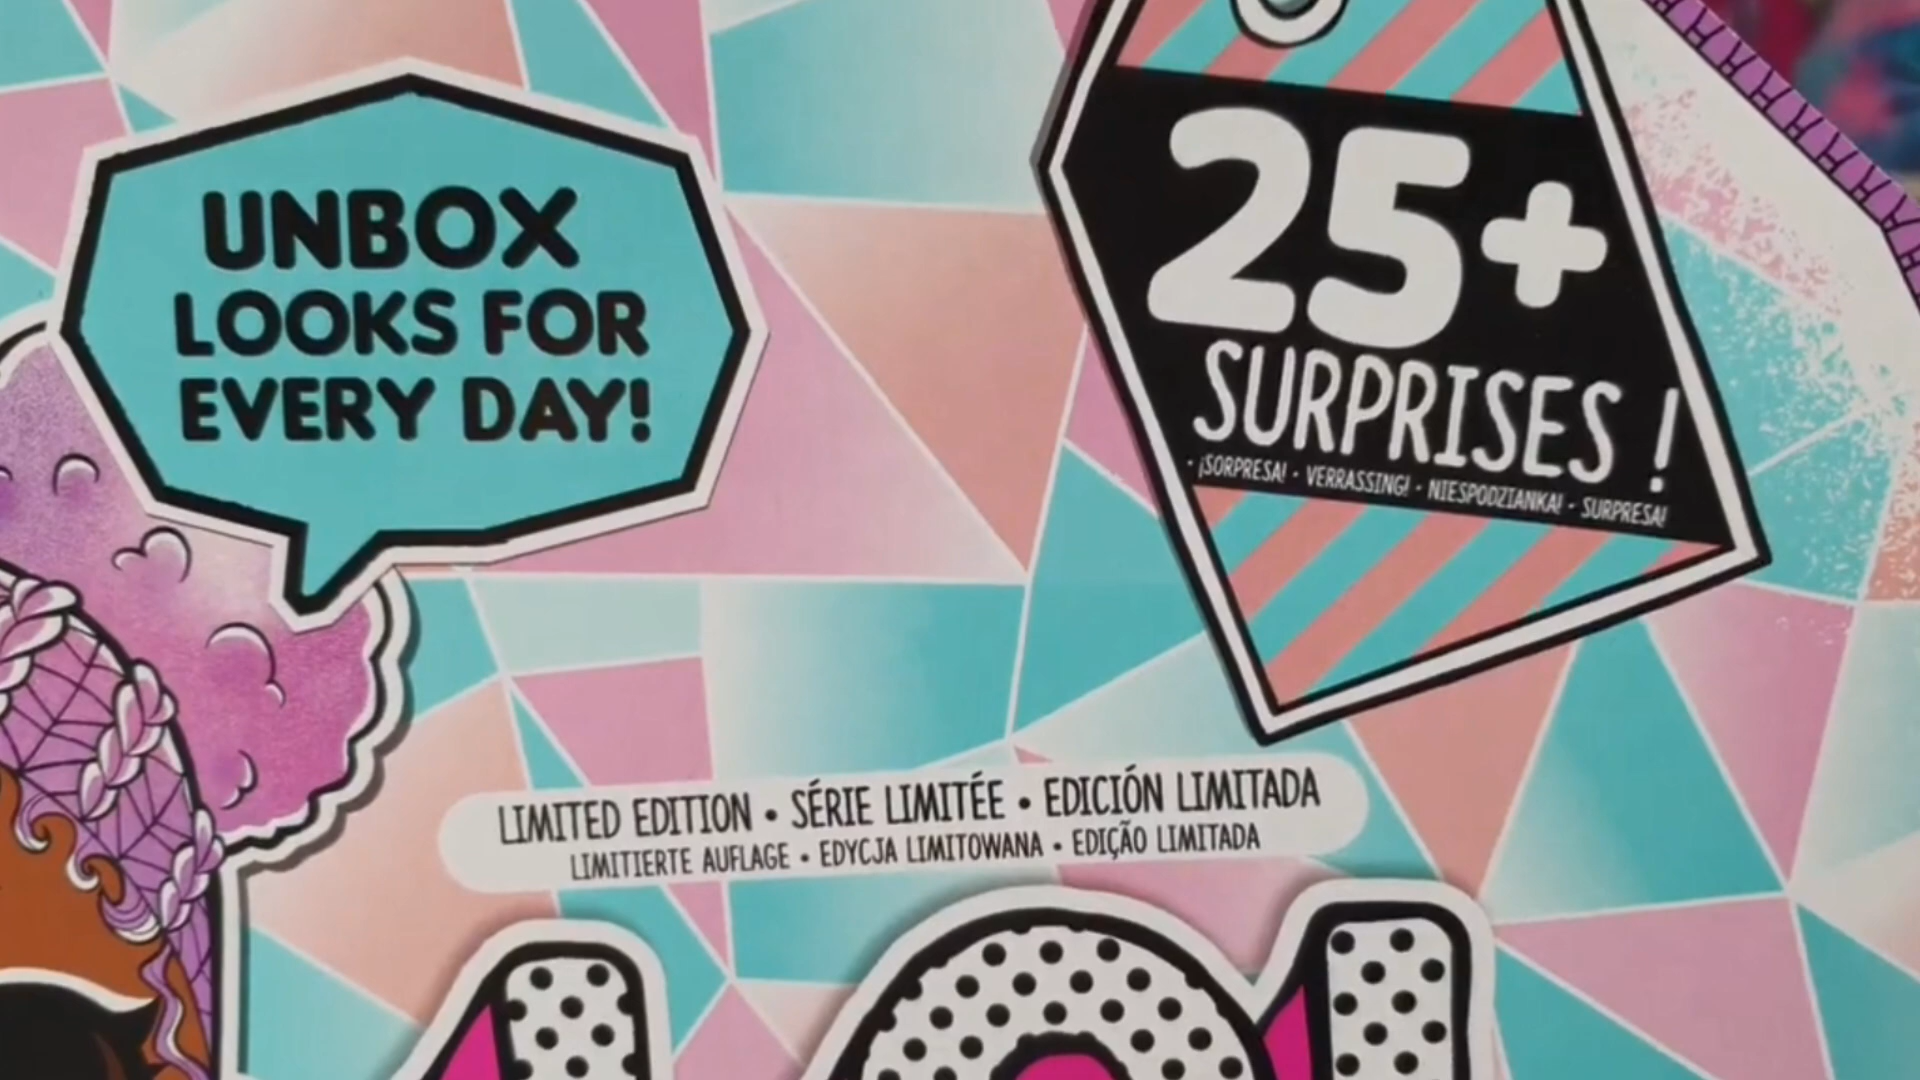 UNBOX
LOOKS FOR
EVERY DAY!
25+
SURPRISES !
· ¡SORPRESA! · VERRASSING! · NIESPODZIANKA! · SURPRESA!
LIMITED EDITION · SÉRIE LIMITÉE · EDICIÓN LIMITADA
LIMITIERTE AUFLAGE · EDYCJA LIMITOWANA · EDIÇÃO LIMITADA